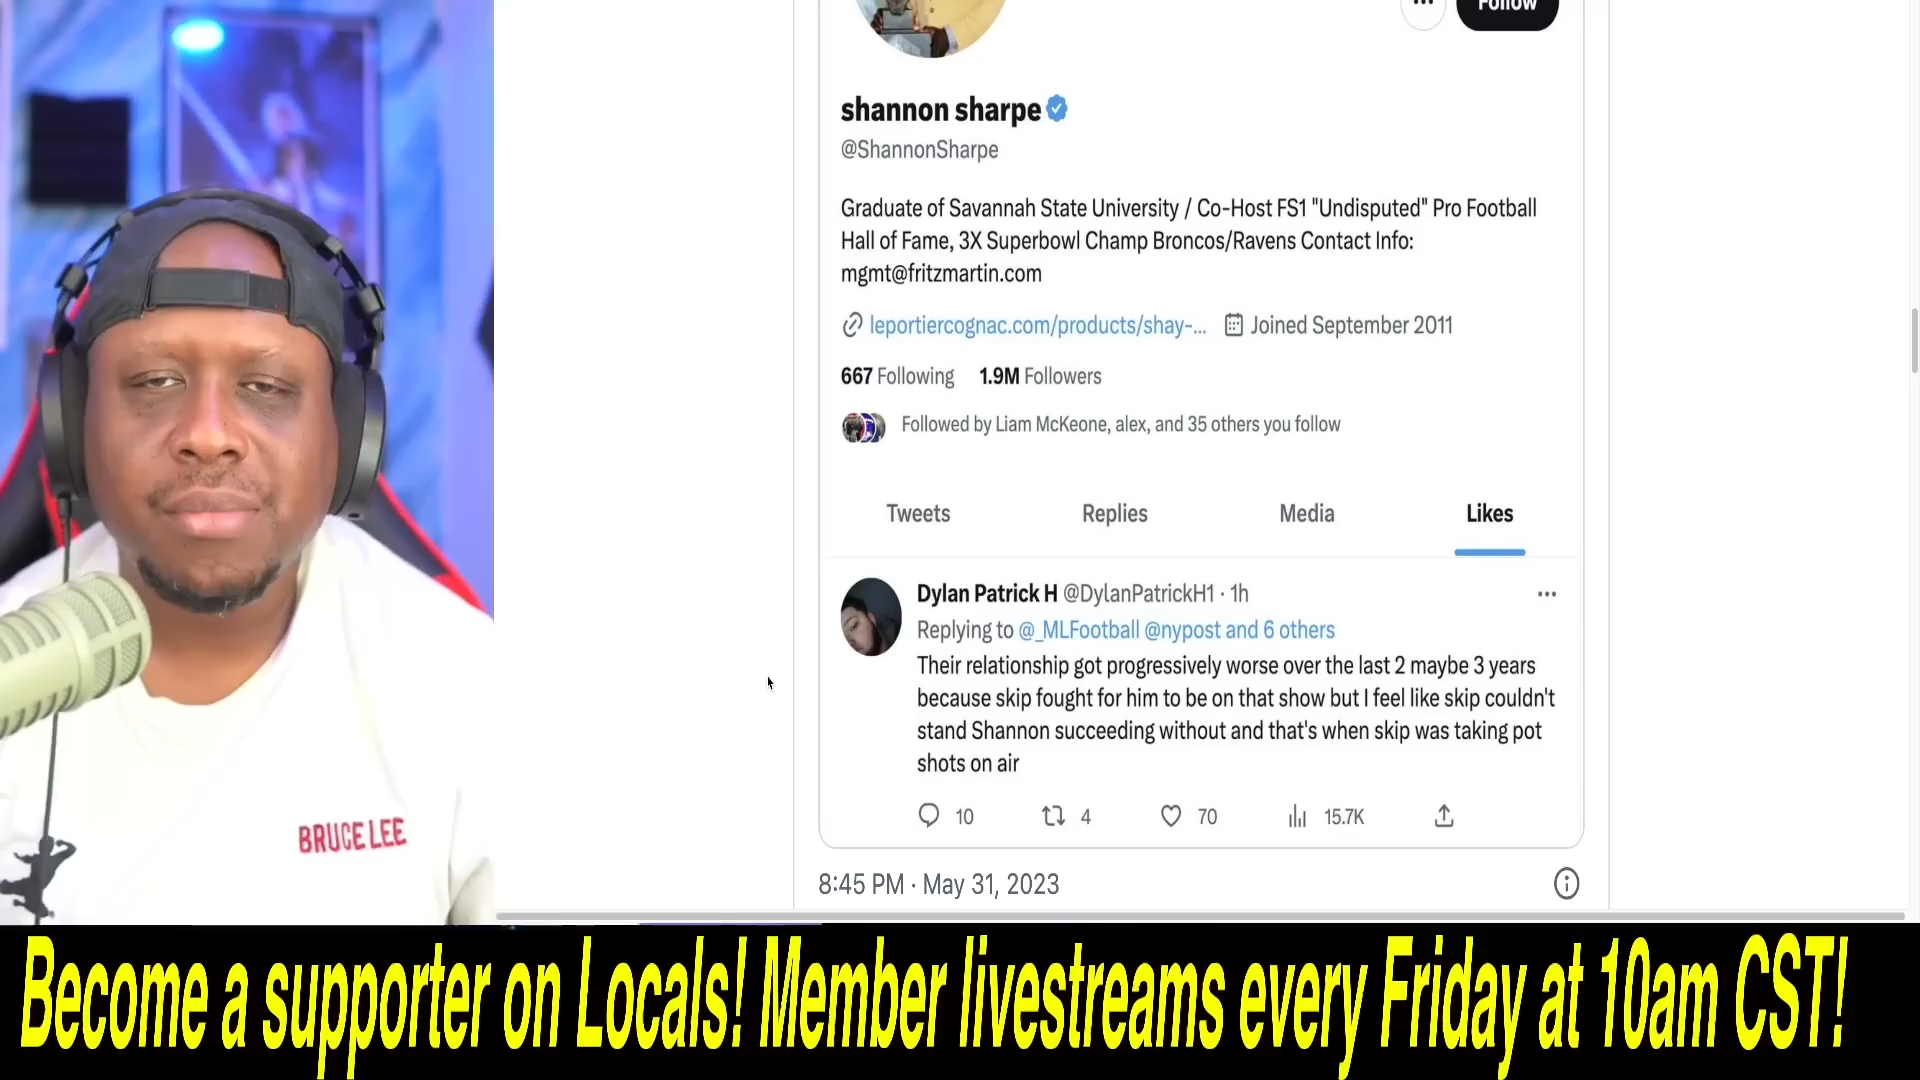 Follow
shannon sharpe
@ShannonSharpe
Graduate of Savannah State University / Co-Host FS1 "Undisputed" Pro Football
Hall of Fame, 3X Superbowl Champ Broncos/Ravens Contact Info:
mgmt@fritzmartin.com
leportiercognac.com/products/shay-... Joined September 2011
667 Following 1.9M Followers
Followed by Liam McKeone, alex, and 35 others you follow
Tweets Replies Media Likes
Dylan Patrick H @DylanPatrickH1 · 1h
Replying to @_MLFootball @nypost and 6 others
Their relationship got progressively worse over the last 2 maybe 3 years
because skip fought for him to be on that show but I feel like skip couldn't
stand Shannon succeeding without and that's when skip was taking pot
shots on air
10 4 70 15.7K
8:45 PM · May 31, 2023
BRUCE LEE
Become a supporter on Locals! Member livestreams every Friday at 10am CST!